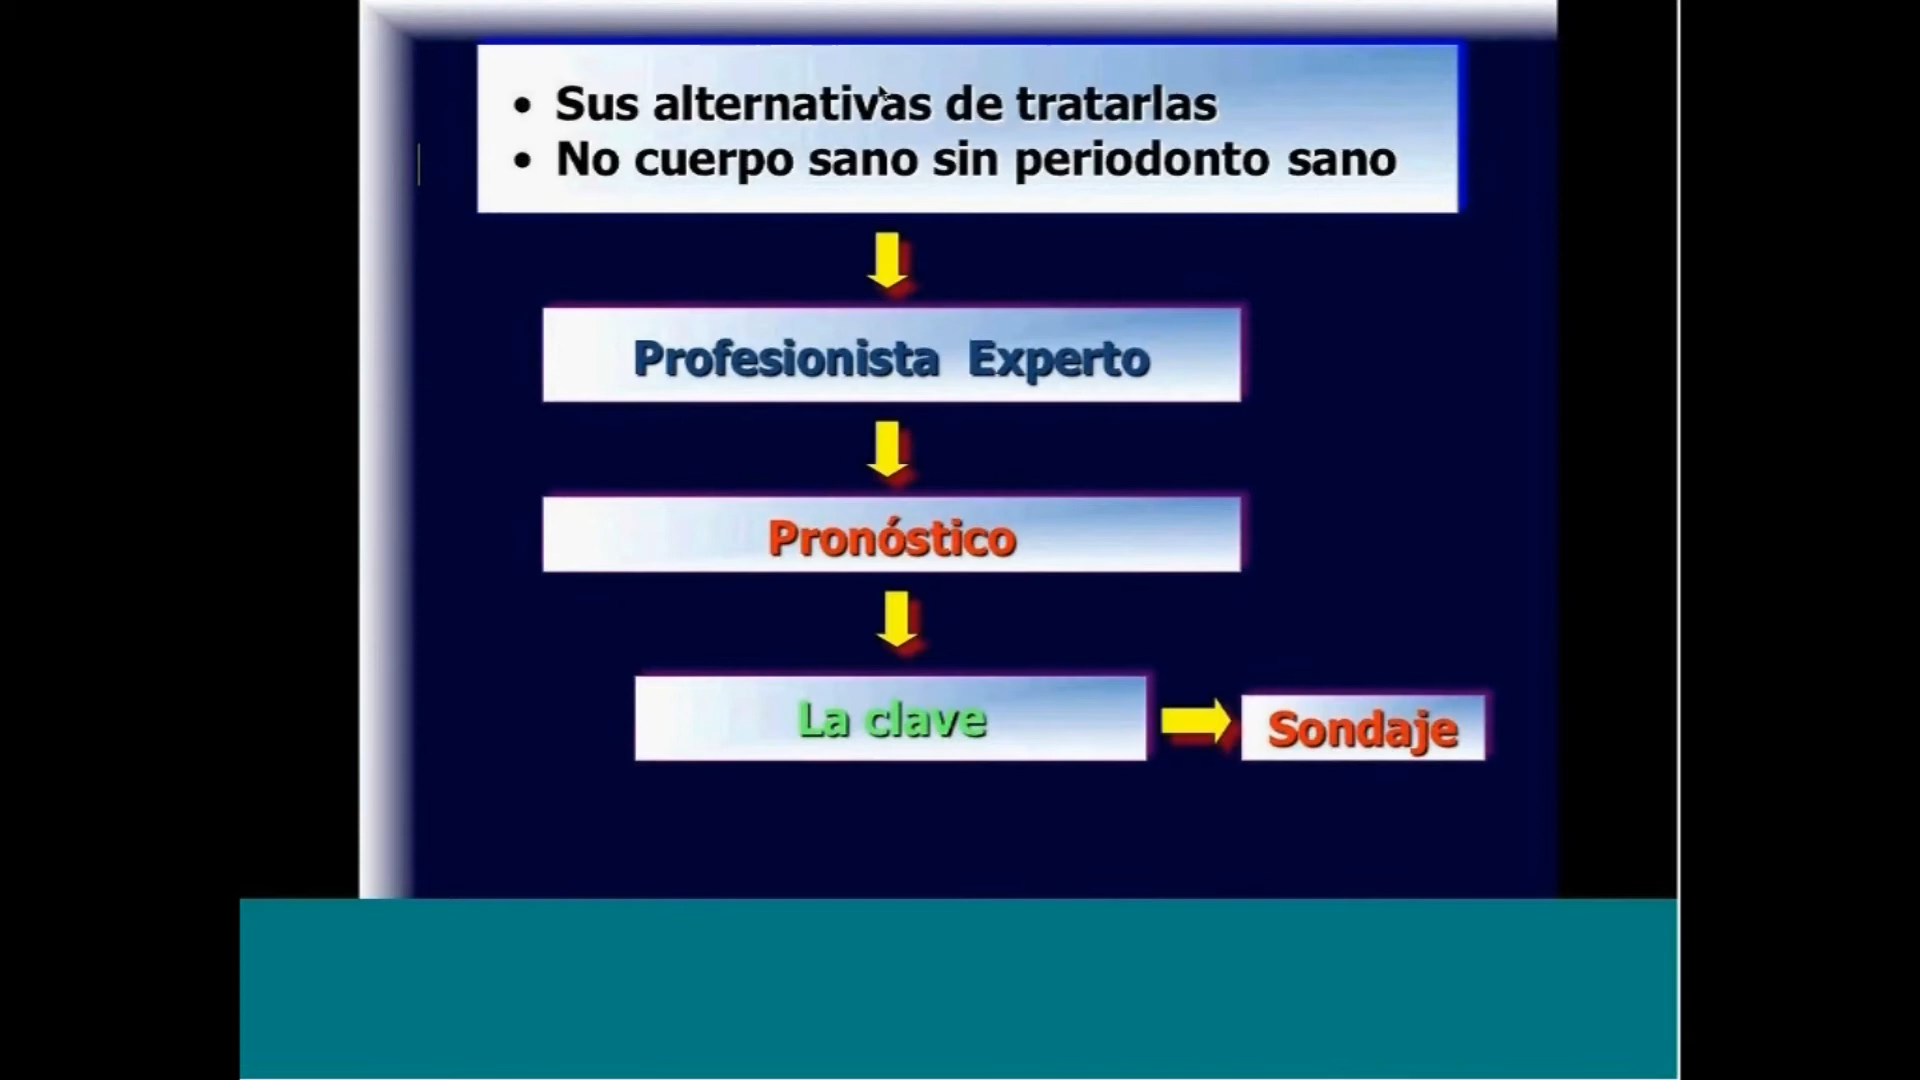 • Sus alternativas de tratarlas
• No cuerpo sano sin periodonto sano
Profesionista Experto
Pronóstico
La clave
Sondaje